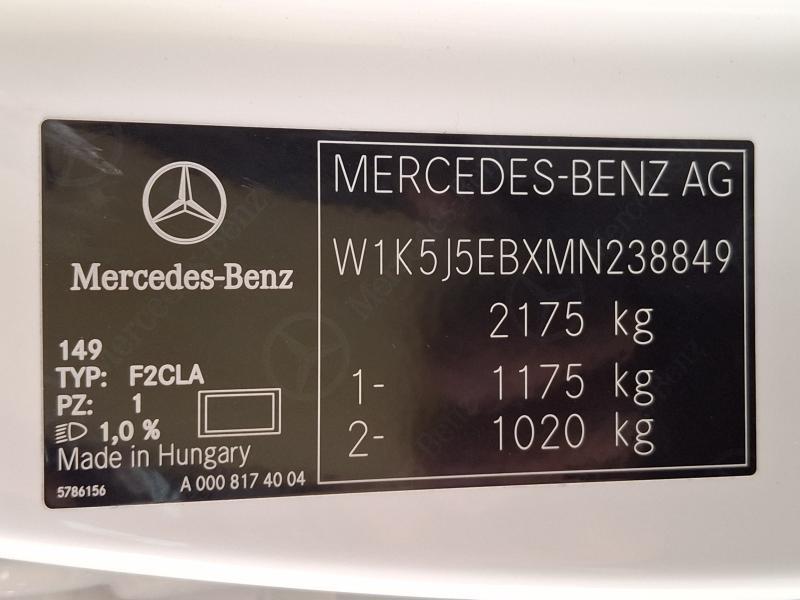 Mercedes-Benz
149
TYP: F2CLA
PZ: 1
1,0 %
Made in Hungary
5786156 A 000 817 40 04
MERCEDES-BENZ AG
W1K5J5EBXMN238849
2175 kg
1- 1175 kg
2- 1020 kg